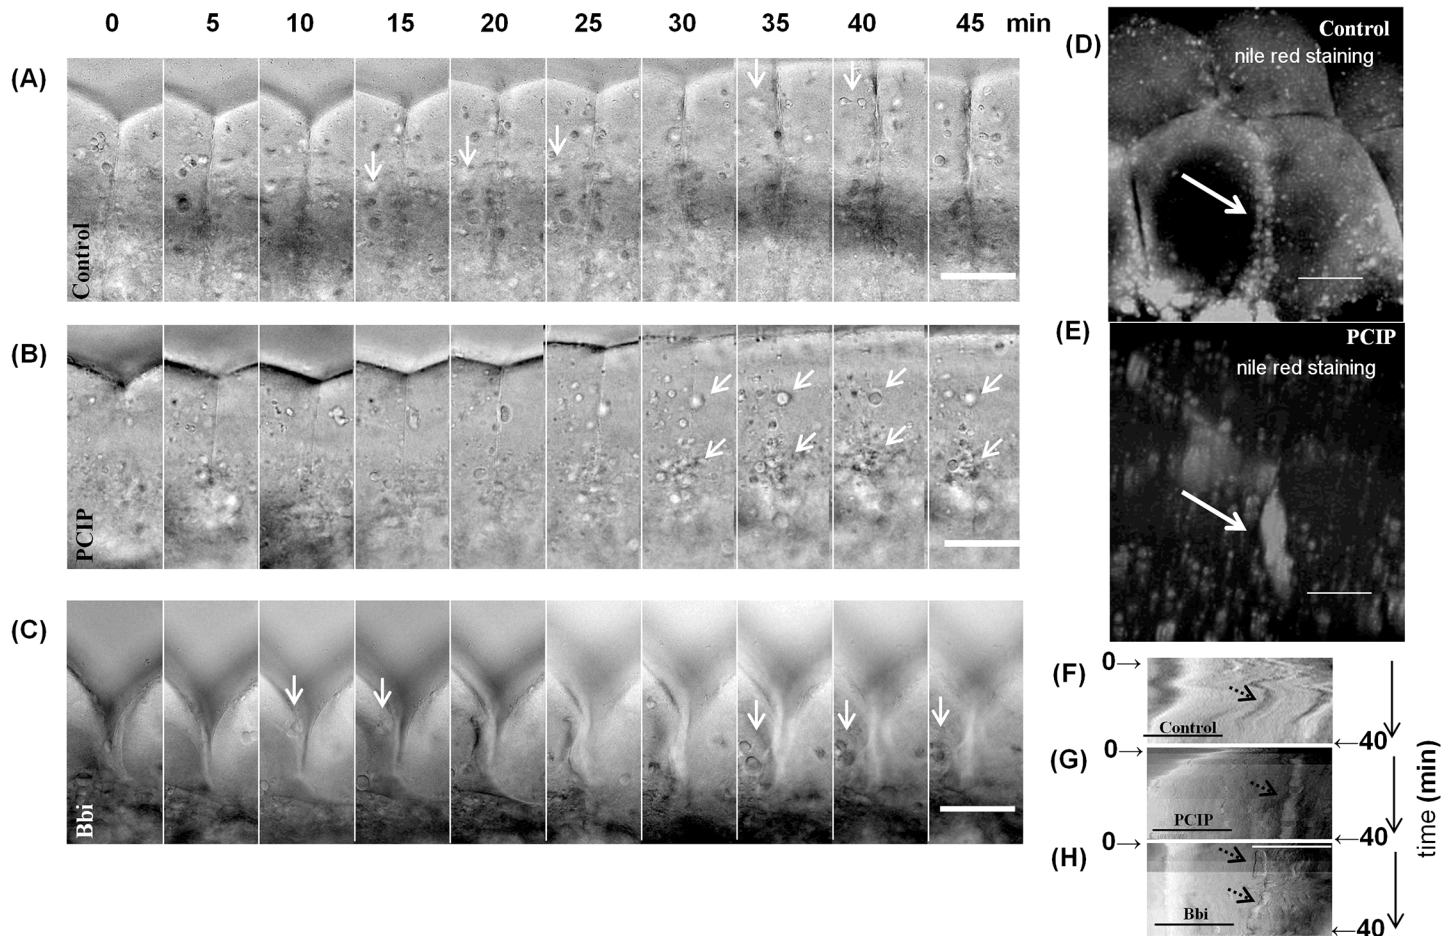 0 5 10 15 20 25 30 35 40 45 min
(A)
Control
(B)
PCIP
(C)
Bbi
(D)
Control
nile red staining
(E)
PCIP
nile red staining
(F)
0→
Control
←40
(G)
0→
PCIP
←40
(H)
0→
Bbi
←40
time (min)